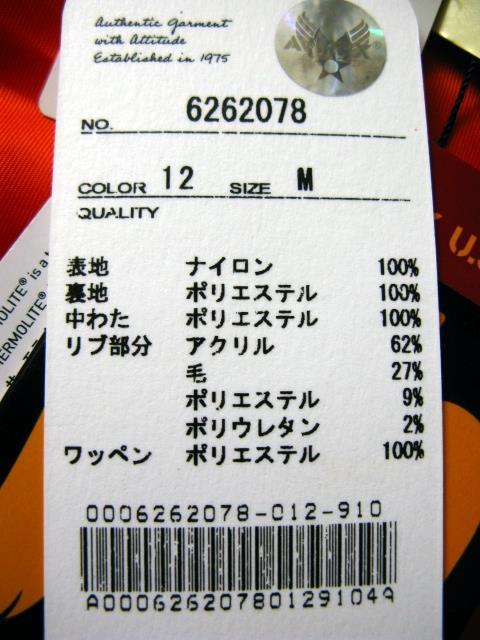 Authentic garment
with Attitude
Established in 1975
AVIREX
NO. 6262078
COLOR 12 SIZE M
QUALITY
表地 ナイロン 100%
裏地 ポリエステル 100%
中わた ポリエステル 100%
リブ部分 アクリル 62%
毛 27%
ポリエステル 9%
ポリウレタン 2%
ワッペン ポリエステル 100%
0006262078-012-910
A000626207801291049
MOLITE® is a
HERMOLITE®
U.S